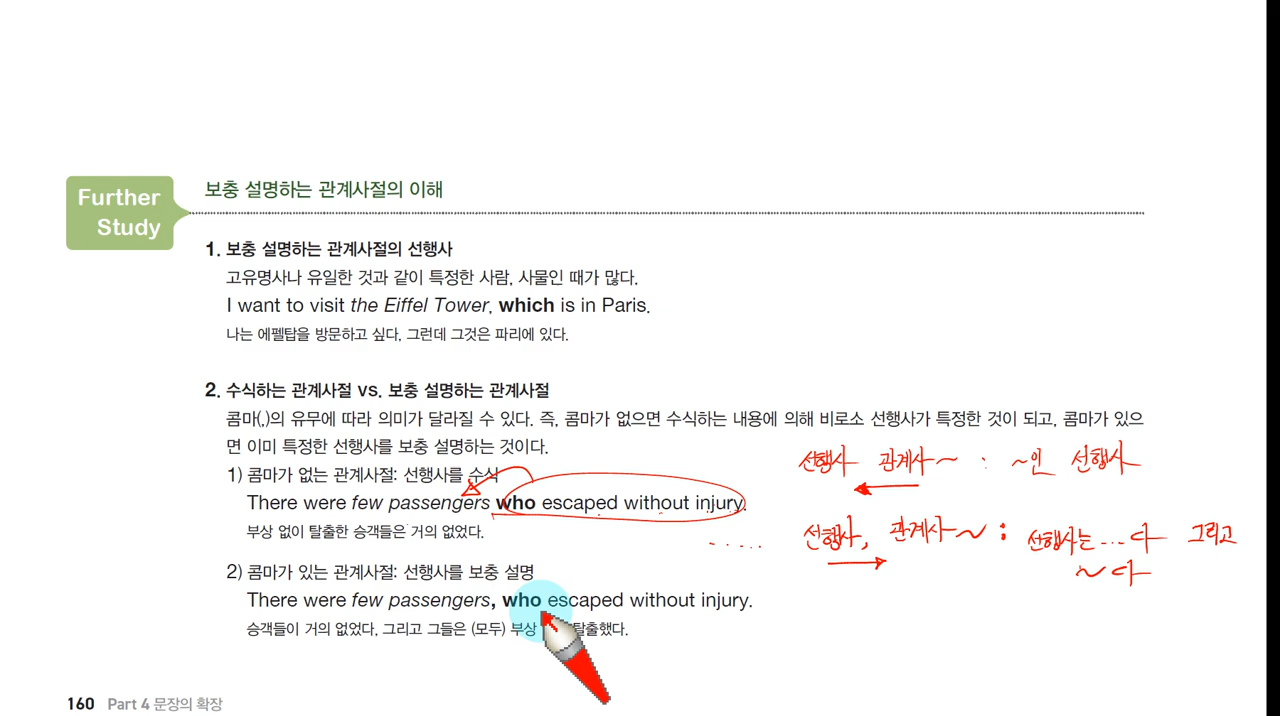 Further
Study
보충 설명하는 관계사절의 이해
1. 보충 설명하는 관계사절의 선행사
고유명사나 유일한 것과 같이 특정한 사람, 사물인 때가 많다.
I want to visit the Eiffel Tower, which is in Paris.
나는 에펠탑을 방문하고 싶다, 그런데 그것은 파리에 있다.
2. 수식하는 관계사절 vs. 보충 설명하는 관계사절
콤마(,)의 유무에 따라 의미가 달라질 수 있다. 즉, 콤마가 없으면 수식하는 내용에 의해 비로소 선행사가 특정한 것이 되고, 콤마가 있으
면 이미 특정한 선행사를 보충 설명하는 것이다.
선행사 관계사~ : ~인 선행사
1) 콤마가 없는 관계사절: 선행사를 수식
There were few passengers who escaped without injury.
부상 없이 탈출한 승객들은 거의 없었다.
..... 선행사, 관계사~ : 선행사는 ...다 그리고
~다
2) 콤마가 있는 관계사절: 선행사를 보충 설명
There were few passengers, who escaped without injury.
승객들이 거의 없었다, 그리고 그들은 (모두) 부상 탈출했다.
160 Part 4 문장의 확장